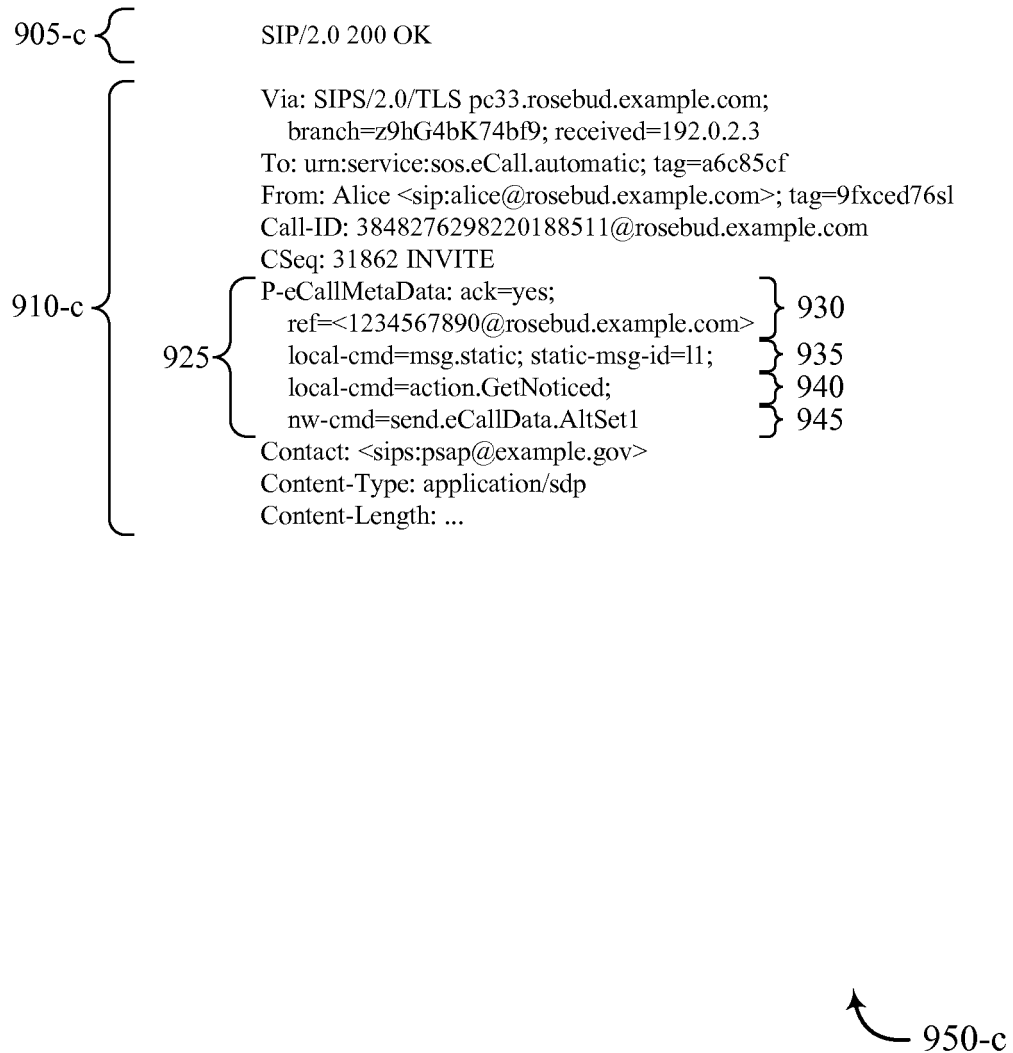 905-c SIP/2.0 200 OK
Via: SIPS/2.0/TLS pc33.rosebud.example.com;
branch=z9hG4bK74bf9; received=192.0.2.3
To: urn:service:sos.eCall.automatic; tag=a6c85cf
From: Alice <sip:alice@rosebud.example.com>; tag=9fxced76sl
Call-ID: 3848276298220188511@rosebud.example.com
CSeq: 31862 INVITE
910-c P-eCallMetaData: ack=yes; 930
ref=<1234567890@rosebud.example.com>
925 local-cmd=msg.static; static-msg-id=l1; 935
local-cmd=action.GetNoticed; 940
nw-cmd=send.eCallData.AltSet1 945
Contact: <sips:psap@example.gov>
Content-Type: application/sdp
Content-Length: ...
950-c